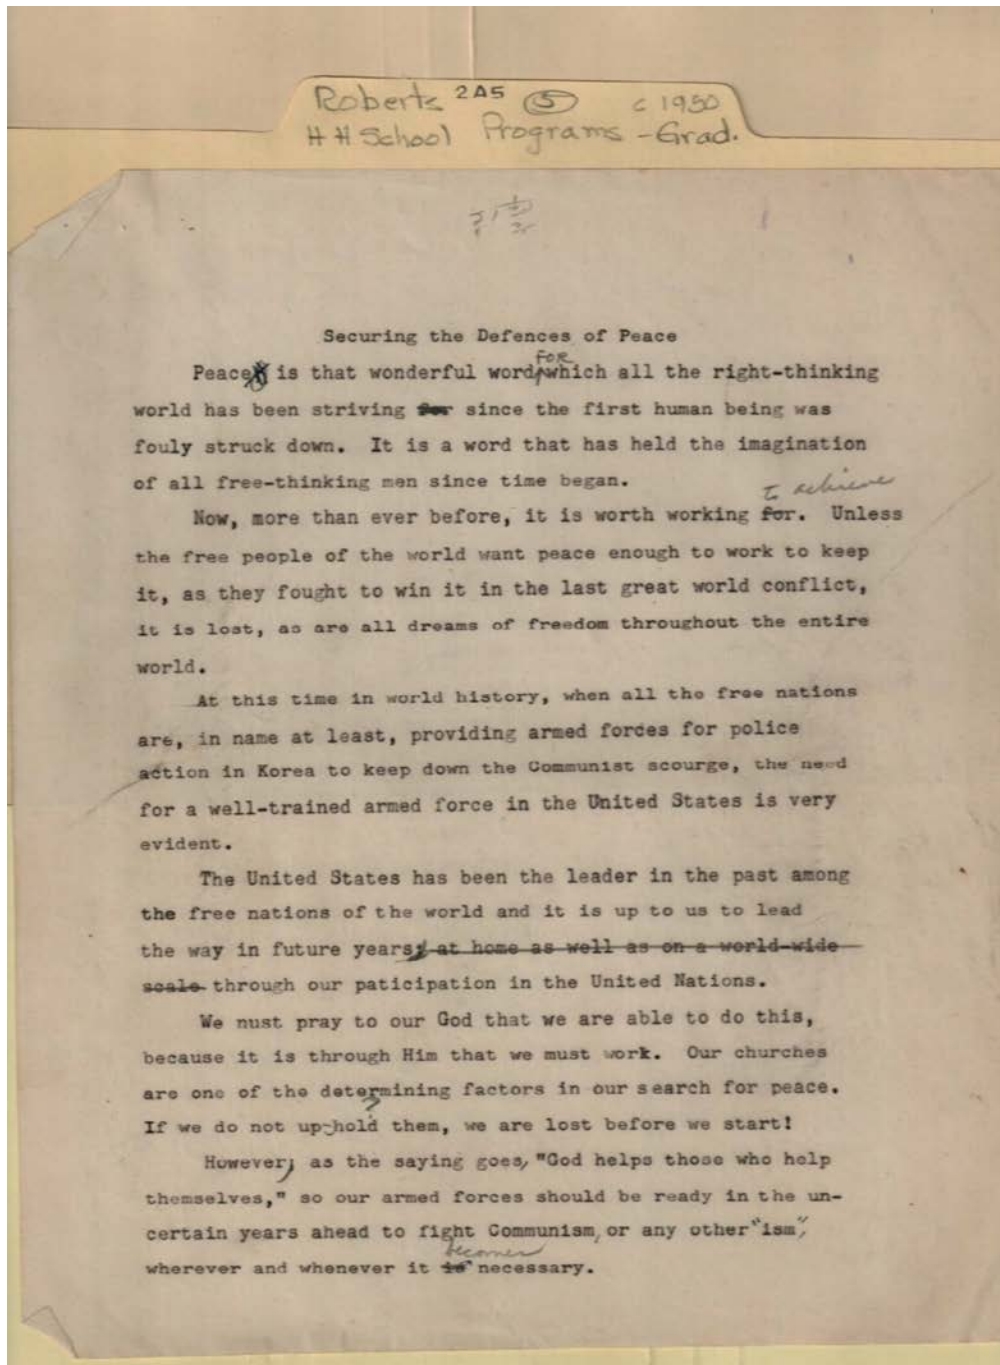 Roberts 2A5 5 c 1950
H H School Programs - Grad.
Securing the Defences of Peace
FOR
Peace is that wonderful word which all the right-thinking
world has been striving for since the first human being was
fouly struck down. It is a word that has held the imagination
of all free-thinking men since time began.
to achieve
Now, more than ever before, it is worth working for. Unless
the free people of the world want peace enough to work to keep
it, as they fought to win it in the last great world conflict,
it is lost, as are all dreams of freedom throughout the entire
world.
At this time in world history, when all the free nations
are, in name at least, providing armed forces for police
action in Korea to keep down the Communist scourge, the need
for a well-trained armed force in the United States is very
evident.
The United States has been the leader in the past among
the free nations of the world and it is up to us to lead
the way in future years, at home as well as on a world-wide
scale through our paticipation in the United Nations.
We nust pray to our God that we are able to do this,
because it is through Him that we must work. Our churches
are one of the determining factors in our search for peace.
If we do not up-hold them, we are lost before we start!
However, as the saying goes, "God helps those who help
themselves," so our armed forces should be ready in the un-
certain years ahead to fight Communism, or any other "ism",
becomes
wherever and whenever it is necessary.